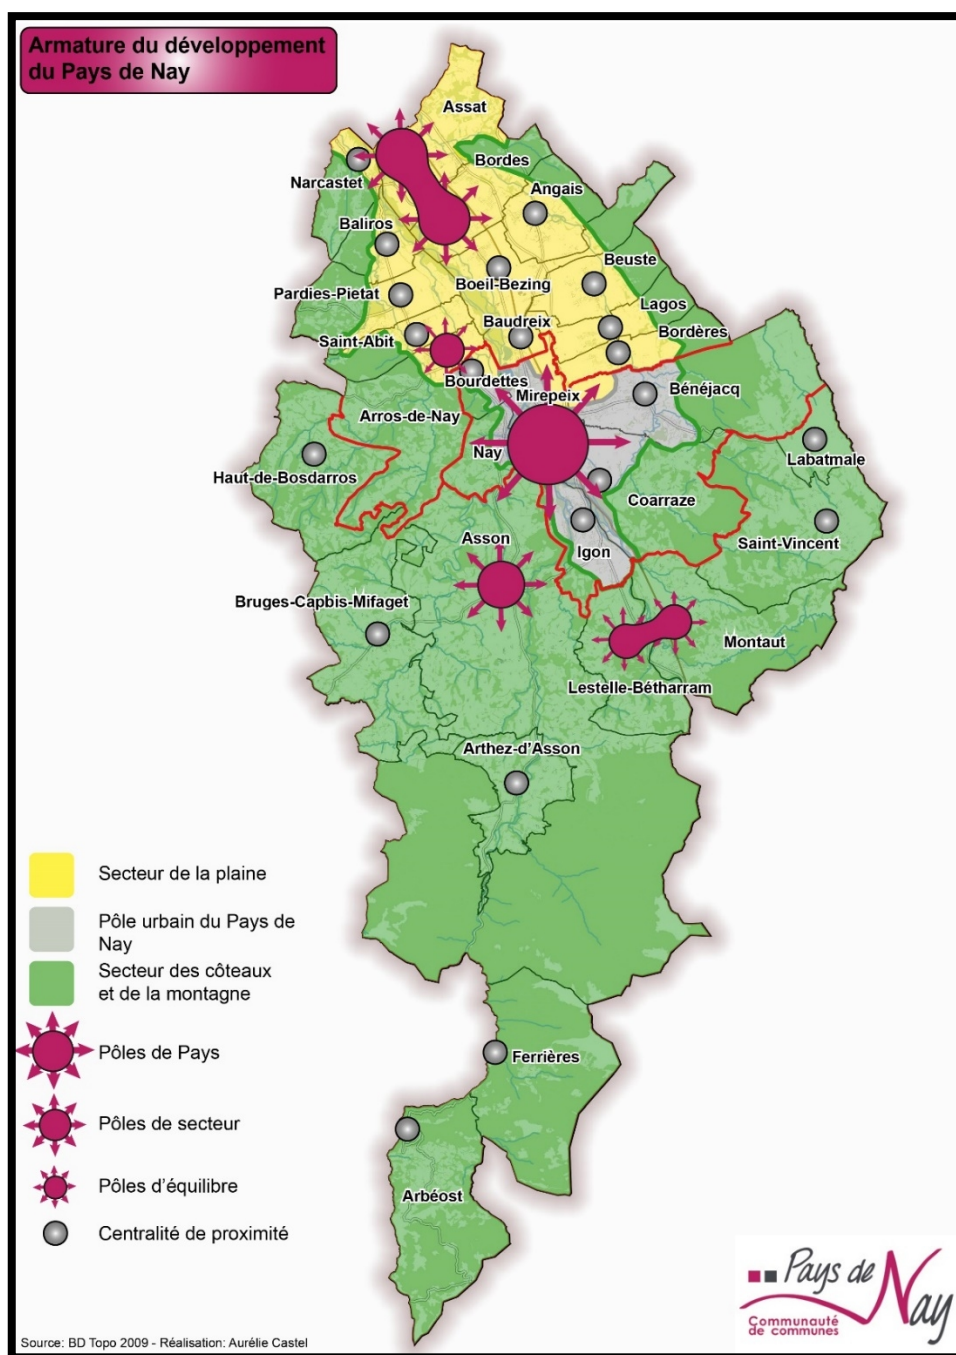 Armature du développement
du Pays de Nay
Assat
Bordes
Narcastet
Angais
Baliros
Beuste
Boeil-Bezing
Pardies-Pietat
Lagos
Baudreix
Bordères
Saint-Abit
Bourdettes
Mirepeix
Bénéjacq
Arros-de-Nay
Nay
Labatmale
Haut-de-Bosdarros
Coarraze
Saint-Vincent
Asson
Igon
Bruges-Capbis-Mifaget
Montaut
Lestelle-Bétharram
Arthez-d'Asson
Ferrières
Arbéost
Secteur de la plaine
Pôle urbain du Pays de
Nay
Secteur des côteaux
et de la montagne
Pôles de Pays
Pôles de secteur
Pôles d'équilibre
Centralité de proximité
Source: BD Topo 2009 - Réalisation: Aurélie Castel
Pays de Nay
Communauté
de communes